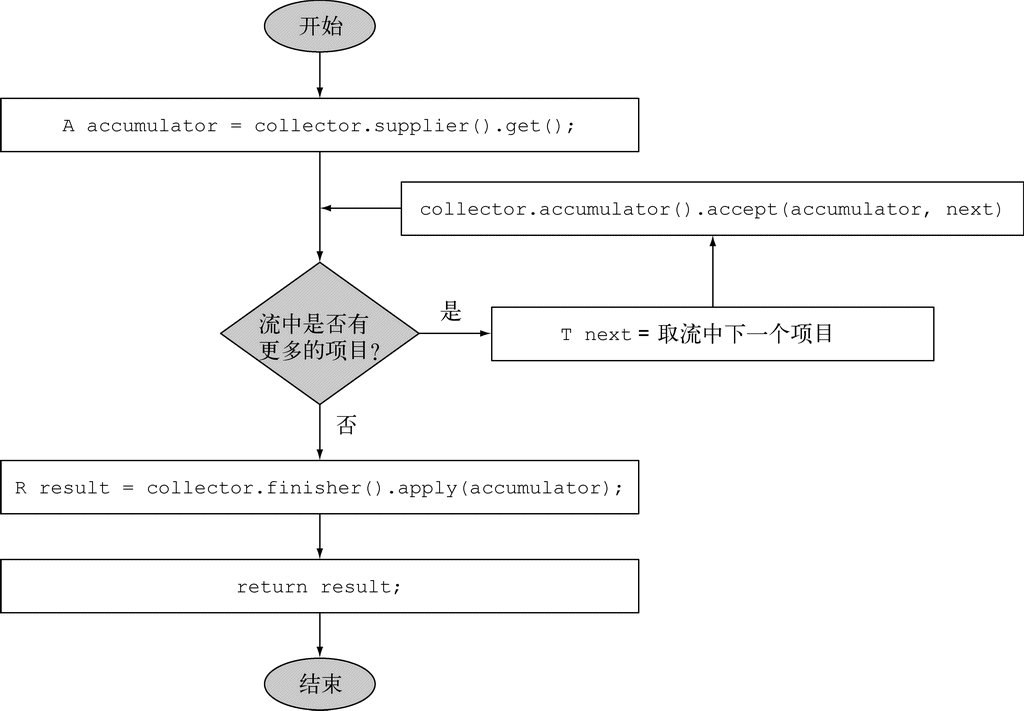 开始
A accumulator = collector.supplier().get();
collector.accumulator().accept(accumulator, next)
流中是否有
更多的项目?
是
T next = 取流中下一个项目
否
R result = collector.finisher().apply(accumulator);
return result;
结束